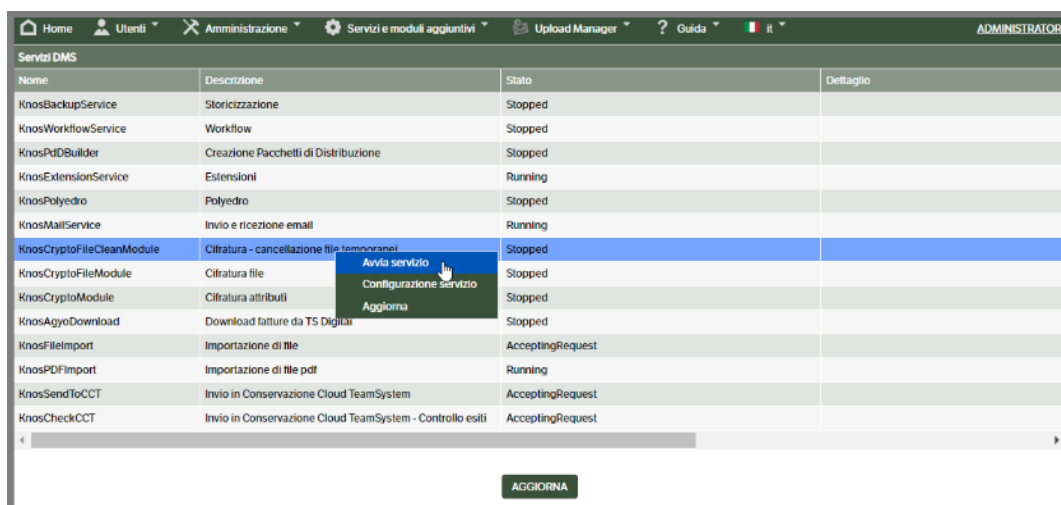 Home Utenti Amministrazione Servizi e moduli aggiuntivi Upload Manager ? Guida it ADMINISTRATOR
Servizi DMS
Nome Descrizione Stato Dettaglio
KnosBackupService Storicizzazione Stopped
KnosWorkflowService Workflow Stopped
KnosPdDBuilder Creazione Pacchetti di Distribuzione Stopped
KnosExtensionService Estensioni Running
KnosPolyedro Polyedro Stopped
KnosMailService Invio e ricezione email Running
KnosCryptoFileCleanModule Cifratura - cancellazione file temporanei Stopped
Avvia servizio
KnosCryptoFileModule Cifratura file Stopped
Configurazione servizio
KnosCryptoModule Cifratura attributi Stopped
Aggiorna
KnosAgyoDownload Download fatture da TS Digital Stopped
KnosFileImport Importazione di file AcceptingRequest
KnosPDFImport Importazione di file pdf Running
KnosSendToCCT Invio in Conservazione Cloud TeamSystem AcceptingRequest
KnosCheckCCT Invio in Conservazione Cloud TeamSystem - Controllo esiti AcceptingRequest
AGGIORNA